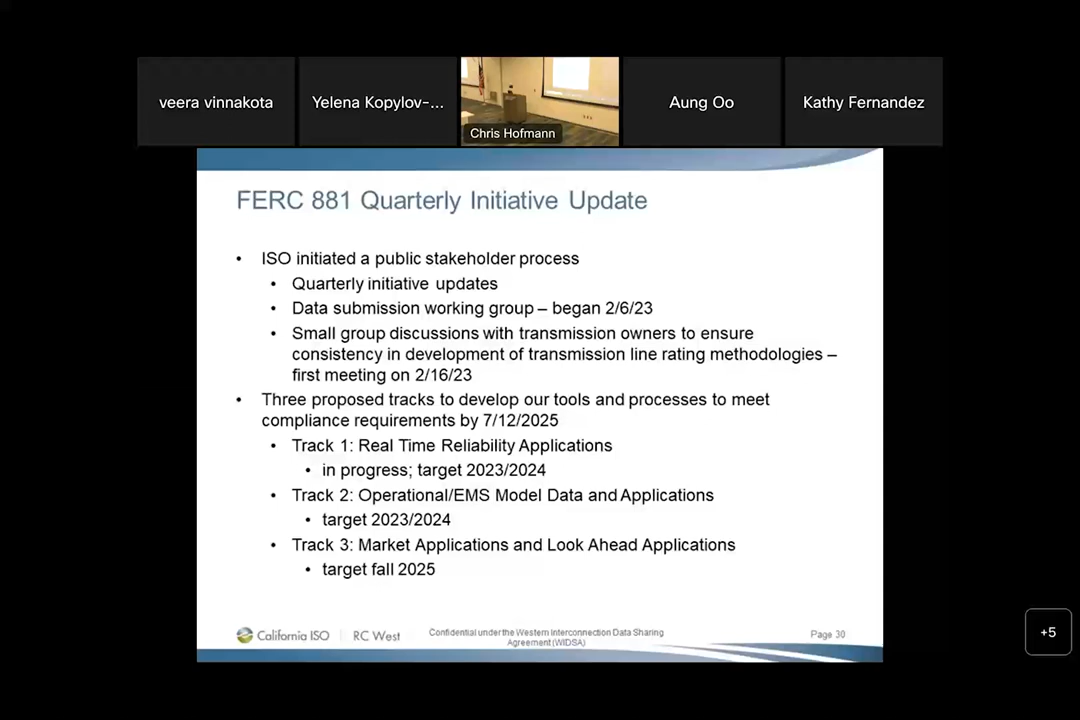 veera vinnakota
Yelena Kopylov-...
Chris Hofmann
Aung Oo
Kathy Fernandez
FERC 881 Quarterly Initiative Update
• ISO initiated a public stakeholder process
• Quarterly initiative updates
• Data submission working group – began 2/6/23
• Small group discussions with transmission owners to ensure
consistency in development of transmission line rating methodologies –
first meeting on 2/16/23
• Three proposed tracks to develop our tools and processes to meet
compliance requirements by 7/12/2025
• Track 1: Real Time Reliability Applications
• in progress; target 2023/2024
• Track 2: Operational/EMS Model Data and Applications
• target 2023/2024
• Track 3: Market Applications and Look Ahead Applications
• target fall 2025
California ISO | RC West
Confidential under the Western Interconnection Data Sharing
Agreement (WIDSA)
Page 30
+5